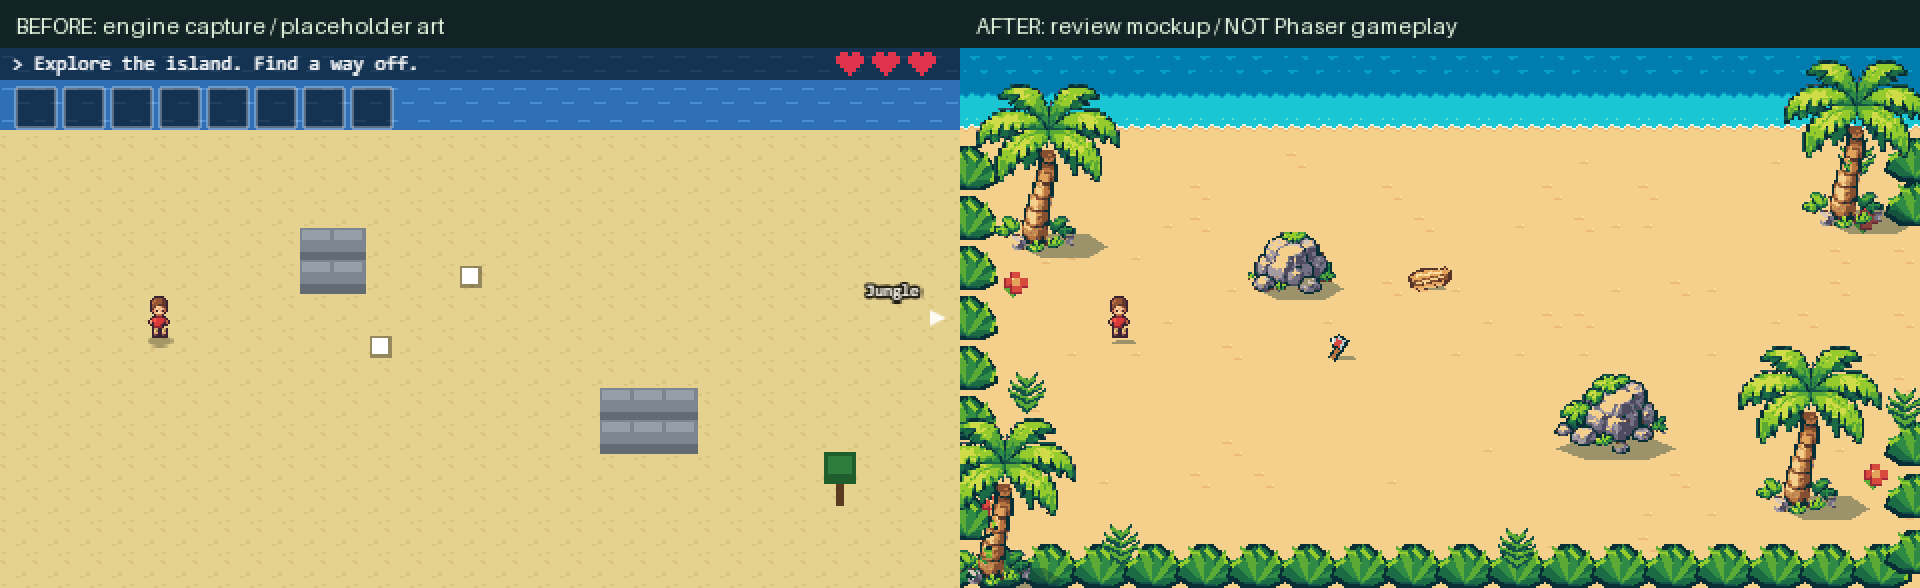 BEFORE: engine capture / placeholder art
AFTER: review mockup / NOT Phaser gameplay
> Explore the island. Find a way off.
Jungle